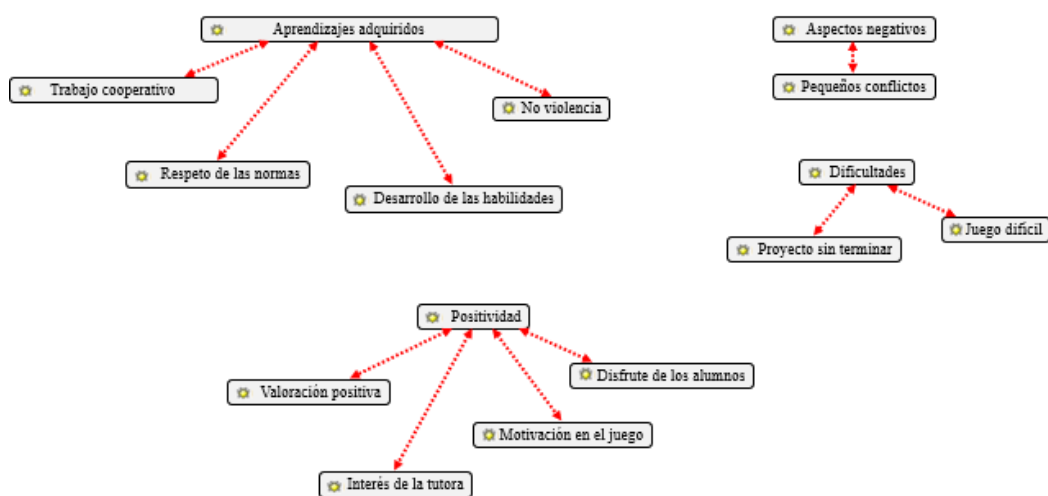 Aprendizajes adquiridos
Trabajo cooperativo
No violencia
Respeto de las normas
Desarrollo de las habilidades
Aspectos negativos
Pequeños conflictos
Dificultades
Juego difícil
Proyecto sin terminar
Positividad
Disfrute de los alumnos
Valoración positiva
Motivación en el juego
Interés de la tutora